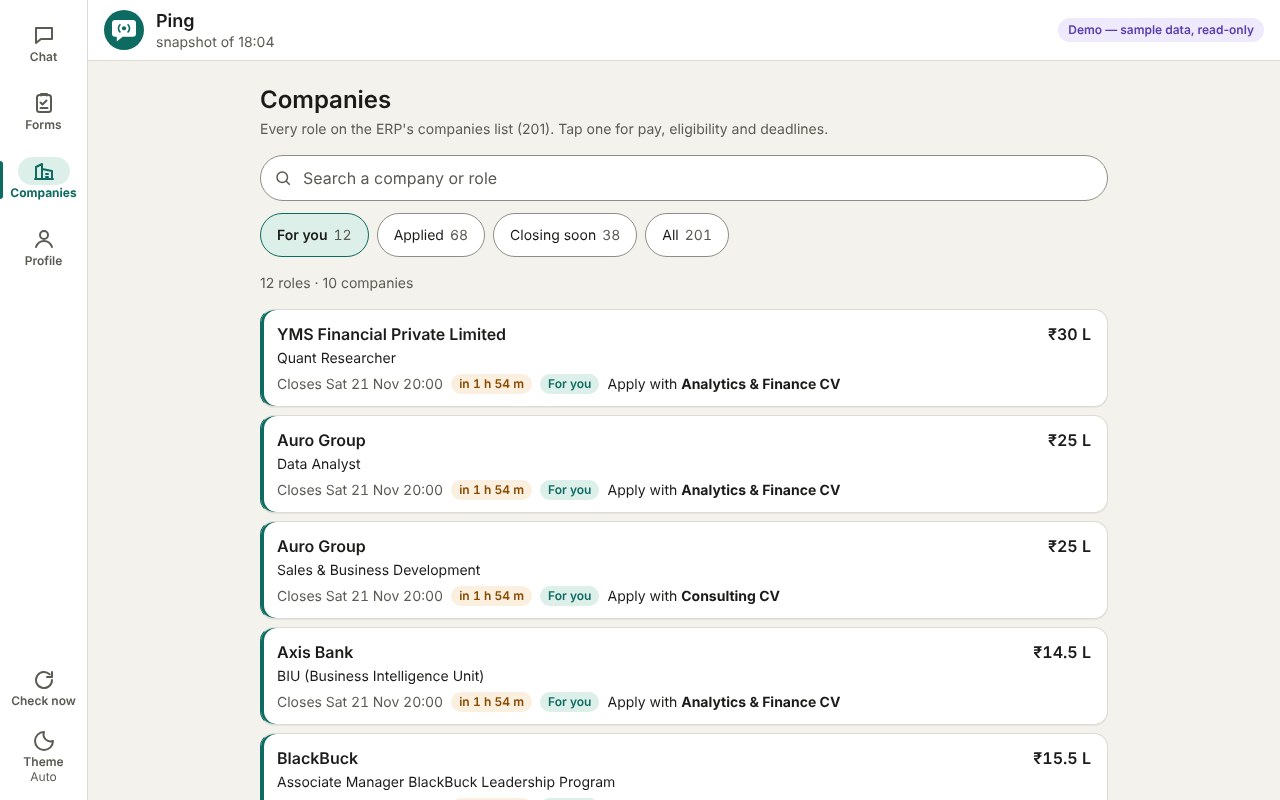 Ping
snapshot of 18:04
Demo — sample data, read-only
Chat
Forms
Companies
Profile
Check now
Theme
Auto
Companies
Every role on the ERP's companies list (201). Tap one for pay, eligibility and deadlines.
Search a company or role
For you 12
Applied 68
Closing soon 38
All 201
12 roles · 10 companies
YMS Financial Private Limited
₹30 L
Quant Researcher
Closes Sat 21 Nov 20:00 in 1 h 54 m For you Apply with Analytics & Finance CV
Auro Group
₹25 L
Data Analyst
Closes Sat 21 Nov 20:00 in 1 h 54 m For you Apply with Analytics & Finance CV
Auro Group
₹25 L
Sales & Business Development
Closes Sat 21 Nov 20:00 in 1 h 54 m For you Apply with Consulting CV
Axis Bank
₹14.5 L
BIU (Business Intelligence Unit)
Closes Sat 21 Nov 20:00 in 1 h 54 m For you Apply with Analytics & Finance CV
BlackBuck
₹15.5 L
Associate Manager BlackBuck Leadership Program